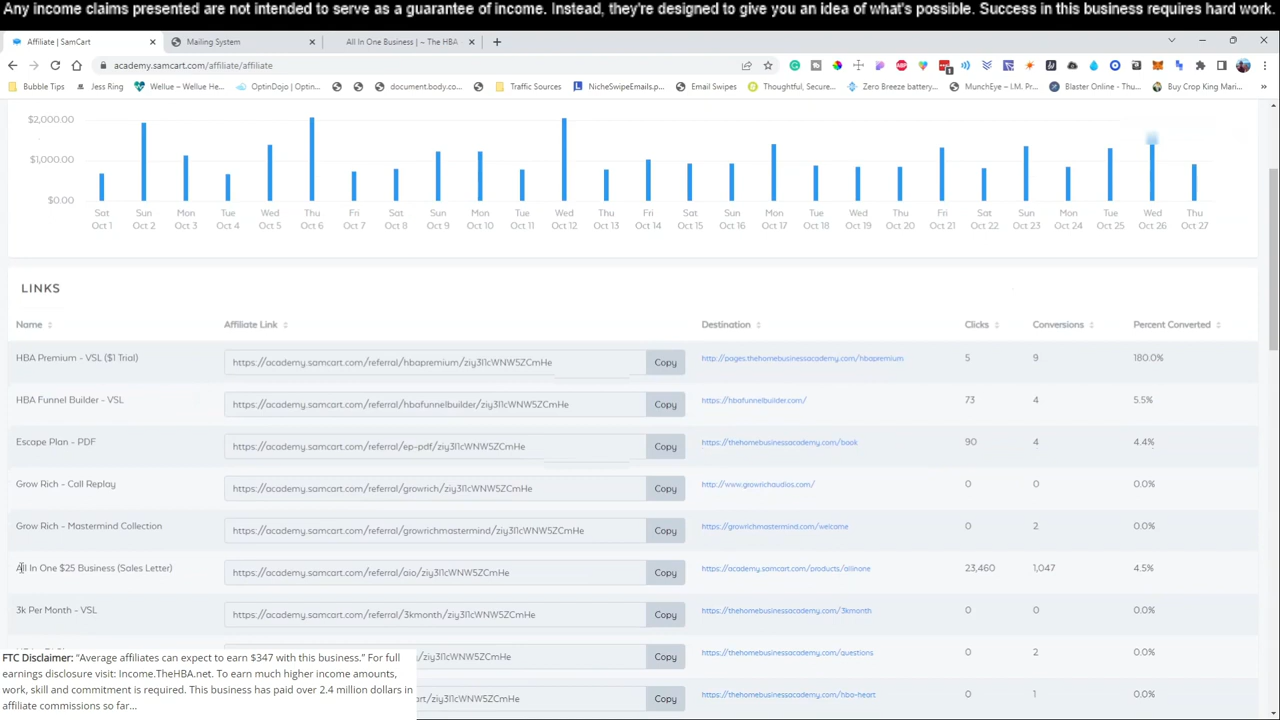 Any income claims presented are not intended to serve as a guarantee of income. Instead, they're designed to give you an idea of what's possible. Success in this business requires hard work.
Affiliate | SamCart
Mailing System
All In One Business | ~ The HBA
academy.samcart.com/affiliate/affiliate
Bubble Tips Jess Ring Wellue – Wellue He... OptinDojo | Optin... document.body.co... Traffic Sources NicheSwipeEmails.p... Email Swipes Thoughtful, Secure... Zero Breeze battery... MunchEye – I.M. Pr... Blaster Online - Thu... Buy Crop King Mari...
$2,000.00
$1,000.00
$0.00
Sat Sun Mon Tue Wed Thu Fri Sat Sun Mon Tue Wed Thu Fri Sat Sun Mon Tue Wed Thu Fri Sat Sun Mon Tue Wed Thu
Oct 1 Oct 2 Oct 3 Oct 4 Oct 5 Oct 6 Oct 7 Oct 8 Oct 9 Oct 10 Oct 11 Oct 12 Oct 13 Oct 14 Oct 15 Oct 16 Oct 17 Oct 18 Oct 19 Oct 20 Oct 21 Oct 22 Oct 23 Oct 24 Oct 25 Oct 26 Oct 27
LINKS
Name Affiliate Link Destination Clicks Conversions Percent Converted
HBA Premium - VSL ($1 Trial) https://academy.samcart.com/referral/hbapremium/ziy3l1cWNW5ZCmHe Copy http://pages.thehomebusinessacademy.com/hbapremium 5 9 180.0%
HBA Funnel Builder - VSL https://academy.samcart.com/referral/hbafunnelbuilder/ziy3l1cWNW5ZCmHe Copy https://hbafunnelbuilder.com/ 73 4 5.5%
Escape Plan - PDF https://academy.samcart.com/referral/ep-pdf/ziy3l1cWNW5ZCmHe Copy https://thehomebusinessacademy.com/book 90 4 4.4%
Grow Rich - Call Replay https://academy.samcart.com/referral/growrich/ziy3l1cWNW5ZCmHe Copy http://www.growrichaudios.com/ 0 0 0.0%
Grow Rich - Mastermind Collection https://academy.samcart.com/referral/growrichmastermind/ziy3l1cWNW5ZCmHe Copy https://growrichmastermind.com/welcome 0 2 0.0%
All In One $25 Business (Sales Letter) https://academy.samcart.com/referral/aio/ziy3l1cWNW5ZCmHe Copy https://academy.samcart.com/products/allinone 23,460 1,047 4.5%
3k Per Month - VSL https://academy.samcart.com/referral/3kmonth/ziy3l1cWNW5ZCmHe Copy https://thehomebusinessacademy.com/3kmonth 0 0 0.0%
Copy https://thehomebusinessacademy.com/questions 0 2 0.0%
Copy https://thehomebusinessacademy.com/hba-heart 0 1 0.0%
FTC Disclosure: "Average affiliate can expect to earn $347 with this business." For full
earnings disclosure visit; income.TheHBA.net. To earn much higher income amounts,
work, skill and commitment is required. This business has paid over 2.4 million dollars in
affiliate commissions since our...